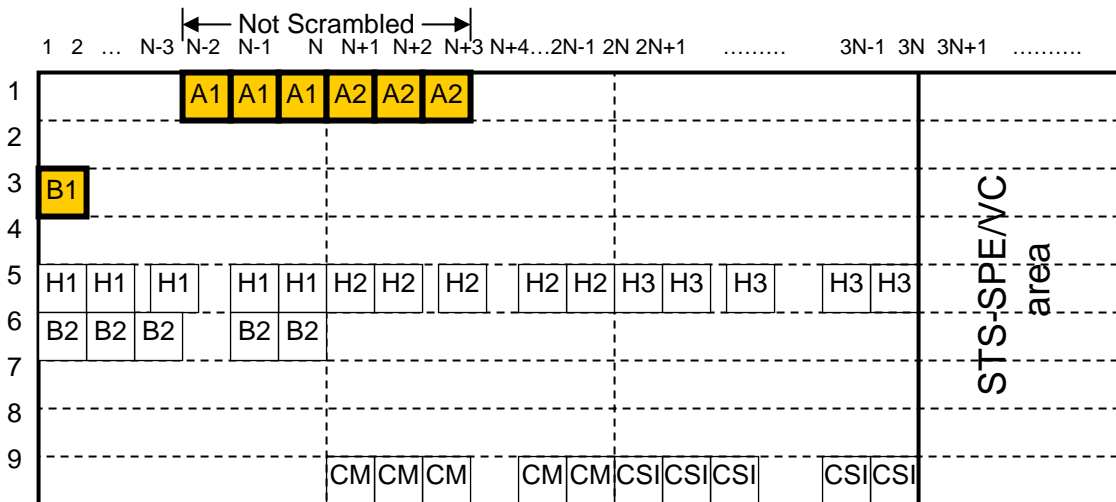 Not Scrambled
1 2 … N-3 N-2 N-1 N N+1 N+2 N+3 N+4…2N-1 2N 2N+1 ……… 3N-1 3N 3N+1 ……….
1 A1 A1 A1 A2 A2 A2
2
3 B1
4
5 H1 H1 H1 H1 H1 H2 H2 H2 H2 H2 H3 H3 H3 H3 H3
6 B2 B2 B2 B2 B2
7
8
9 CM CM CM CM CM CSI CSI CSI CSI CSI
STS-SPE/VC
area